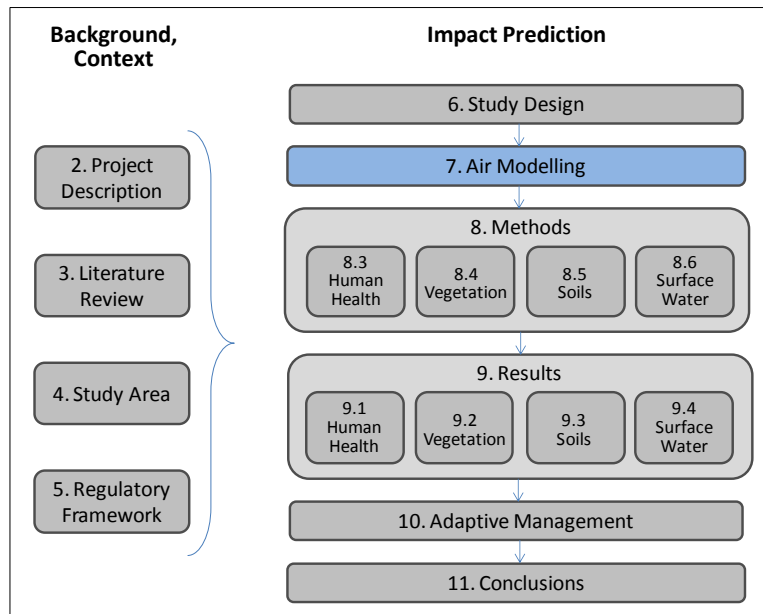 Background,
Context
2. Project
Description
3. Literature
Review
4. Study Area
5. Regulatory
Framework
Impact Prediction
6. Study Design
7. Air Modelling
8. Methods
8.3
Human
Health
8.4
Vegetation
8.5
Soils
8.6
Surface
Water
9. Results
9.1
Human
Health
9.2
Vegetation
9.3
Soils
9.4
Surface
Water
10. Adaptive Management
11. Conclusions